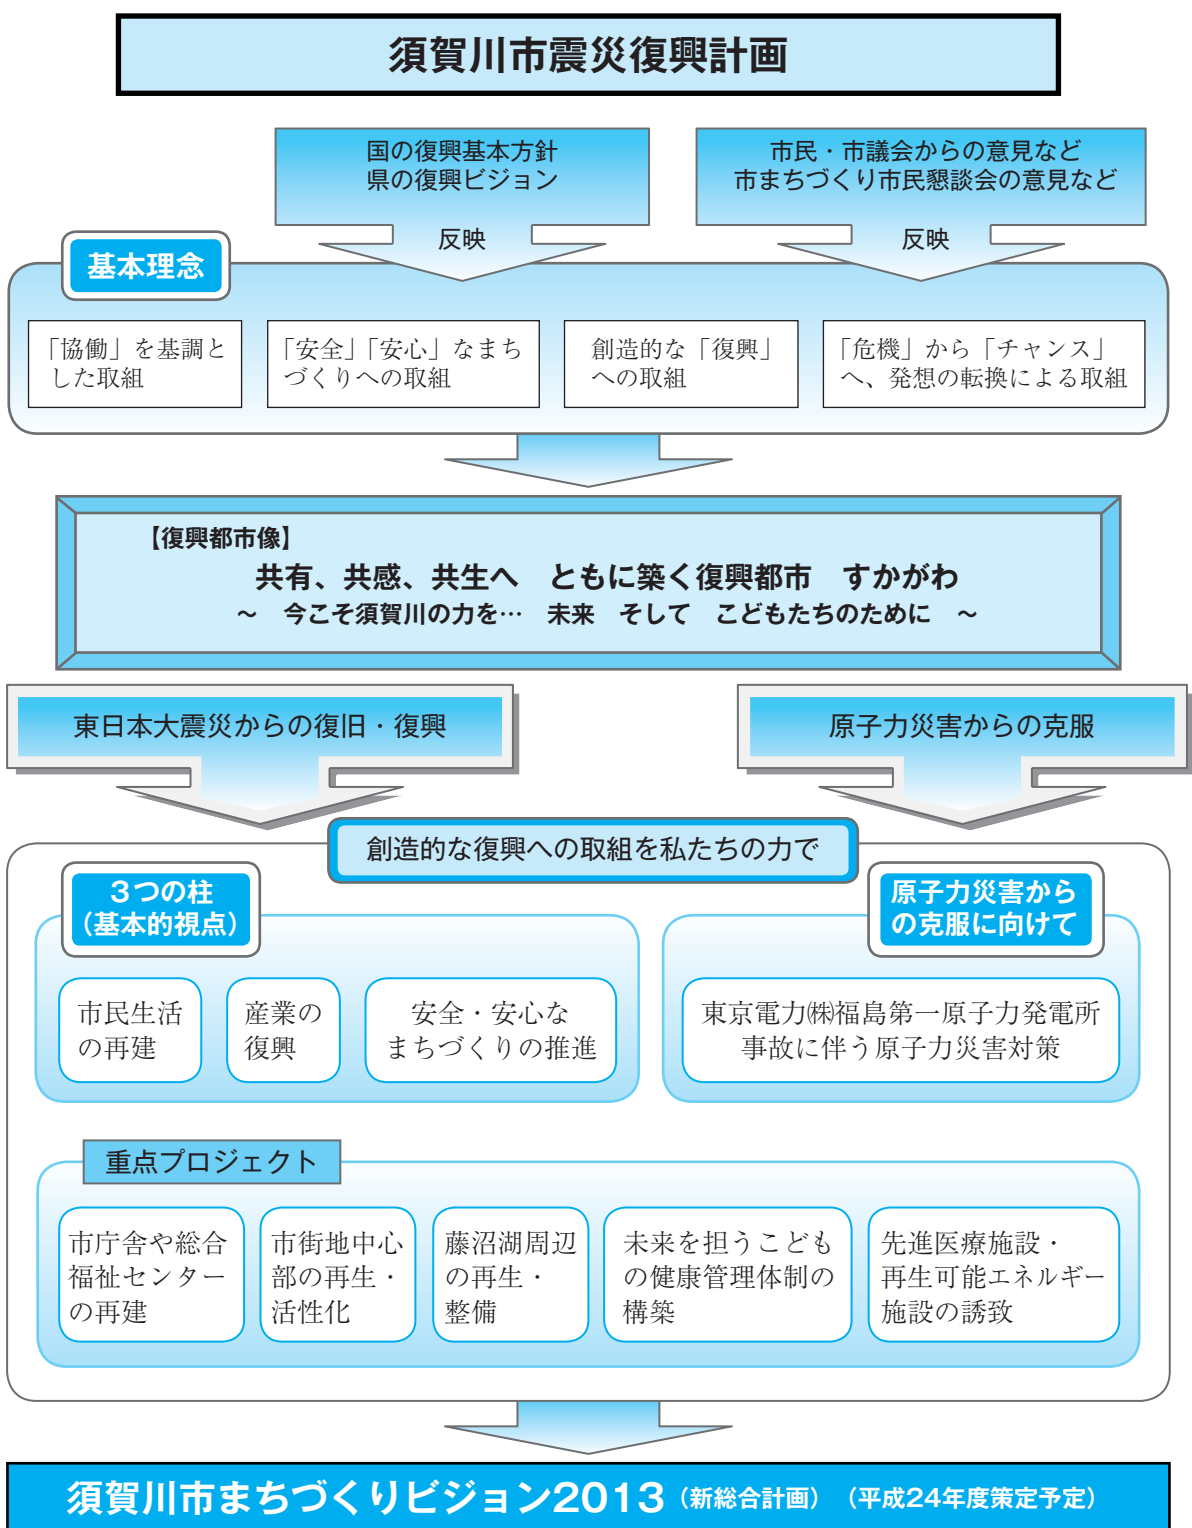 須賀川市震災復興計画
国の復興基本方針
県の復興ビジョン
反映
市民・市議会からの意見など
市まちづくり市民懇談会の意見など
反映
基本理念
「協働」を基調と
した取組
「安全」「安心」なまち
づくりへの取組
創造的な「復興」
への取組
「危機」から「チャンス」
へ、発想の転換による取組
【復興都市像】
共有、共感、共生へ　ともに築く復興都市　すかがわ
～　今こそ須賀川の力を…　未来　そして　こどもたちのために　～
東日本大震災からの復旧・復興
原子力災害からの克服
創造的な復興への取組を私たちの力で
３つの柱
（基本的視点）
市民生活
の再建
産業の
復興
安全・安心な
まちづくりの推進
原子力災害から
の克服に向けて
東京電力㈱福島第一原子力発電所
事故に伴う原子力災害対策
重点プロジェクト
市庁舎や総合
福祉センター
の再建
市街地中心
部の再生・
活性化
藤沼湖周辺
の再生・
整備
未来を担うこども
の健康管理体制の
構築
先進医療施設・
再生可能エネルギー
施設の誘致
須賀川市まちづくりビジョン2013（新総合計画）（平成24年度策定予定）